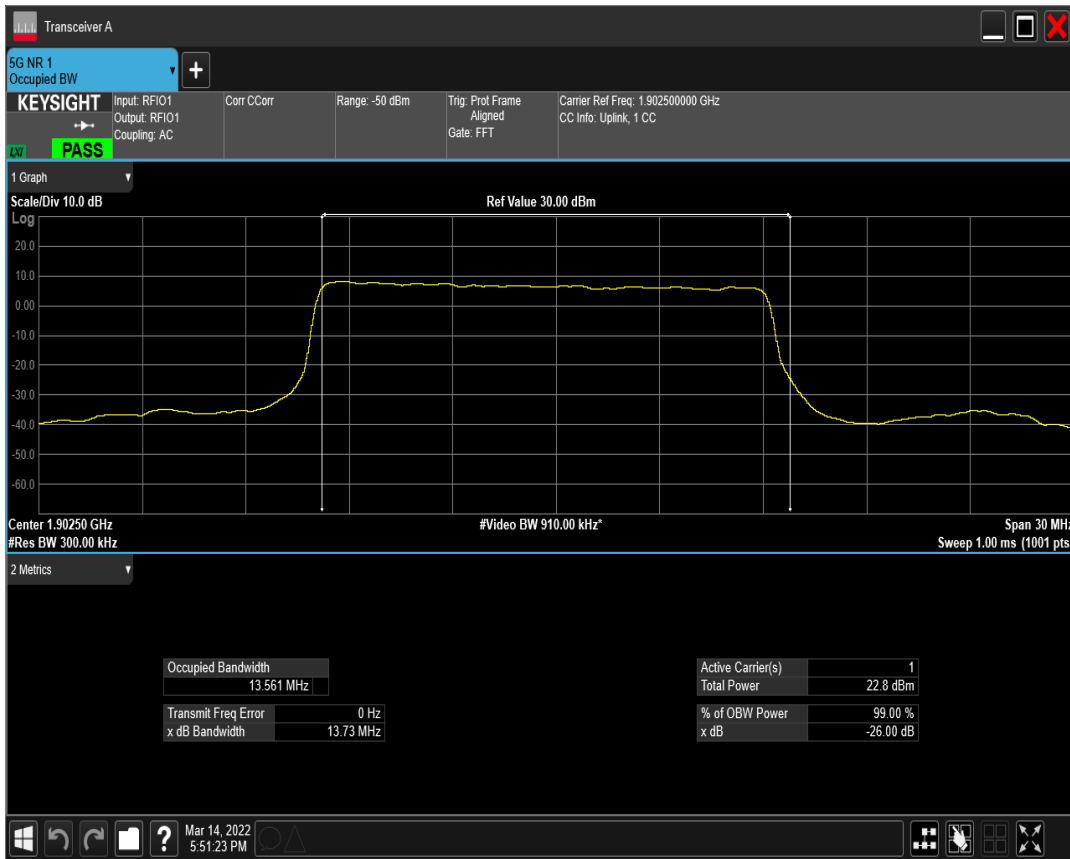 Transceiver A
5G NR 1
Occupied BW
+
KEYSIGHT
LXI
PASS
Input: RFIO1
Output: RFIO1
Coupling: AC
Corr CCorr
Range: -50 dBm
Trig: Prot Frame
Aligned
Gate: FFT
Carrier Ref Freq: 1.902500000 GHz
CC Info: Uplink, 1 CC
1 Graph
Scale/Div 10.0 dB
Ref Value 30.00 dBm
Log
20.0
10.0
0.00
-10.0
-20.0
-30.0
-40.0
-50.0
-60.0
Center 1.90250 GHz
#Video BW 910.00 kHz*
Span 30 MHz
#Res BW 300.00 kHz
Sweep 1.00 ms (1001 pts
2 Metrics
Occupied Bandwidth
13.561 MHz
Transmit Freq Error 0 Hz
x dB Bandwidth 13.73 MHz
Active Carrier(s) 1
Total Power 22.8 dBm
% of OBW Power 99.00 %
x dB -26.00 dB
?
Mar 14, 2022
5:51:23 PM